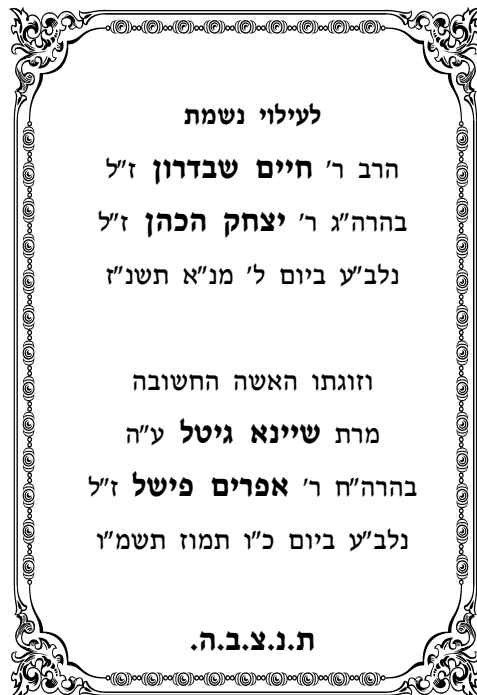 לעילוי נשמת
הרב ר' חיים שבדרון ז"ל
בהרה"ג ר' יצחק הכהן ז"ל
נלב"ע ביום ל' מנ"א תשנ"ז
וזוגתו האשה החשובה
מרת שיינא גיטל ע"ה
בהרה"ח ר' אפרים פישל ז"ל
נלב"ע ביום כ"ו תמוז תשמ"ו
ת.נ.צ.ב.ה.